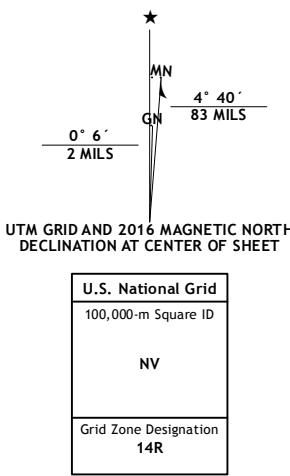 ★
MN
4° 40´
83 MILS
GN
0° 6´
2 MILS
UTM GRID AND 2016 MAGNETIC NORTH
DECLINATION AT CENTER OF SHEET
U.S. National Grid
100,000-m Square ID
NV
Grid Zone Designation
14R